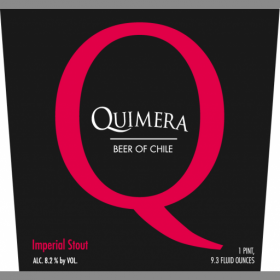 Q
QUIMERA
BEER OF CHILE
Imperial Stout
ALC. 8.2 % by VOL.
1 PINT,
9.3 FLUID OUNCES